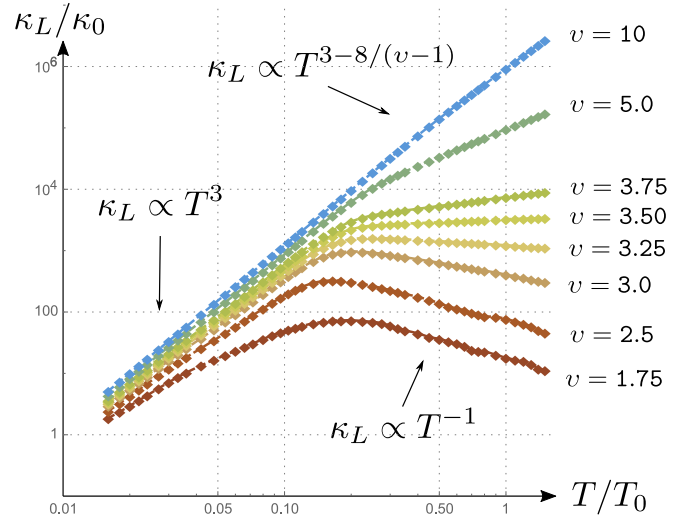 κ_L/κ_0
10^6
10^4
100
1
κ_L ∝ T^{3−8/(υ−1)}
κ_L ∝ T^3
κ_L ∝ T^{−1}
υ = 10
υ = 5.0
υ = 3.75
υ = 3.50
υ = 3.25
υ = 3.0
υ = 2.5
υ = 1.75
0.01
0.05
0.10
0.50
1
T/T_0